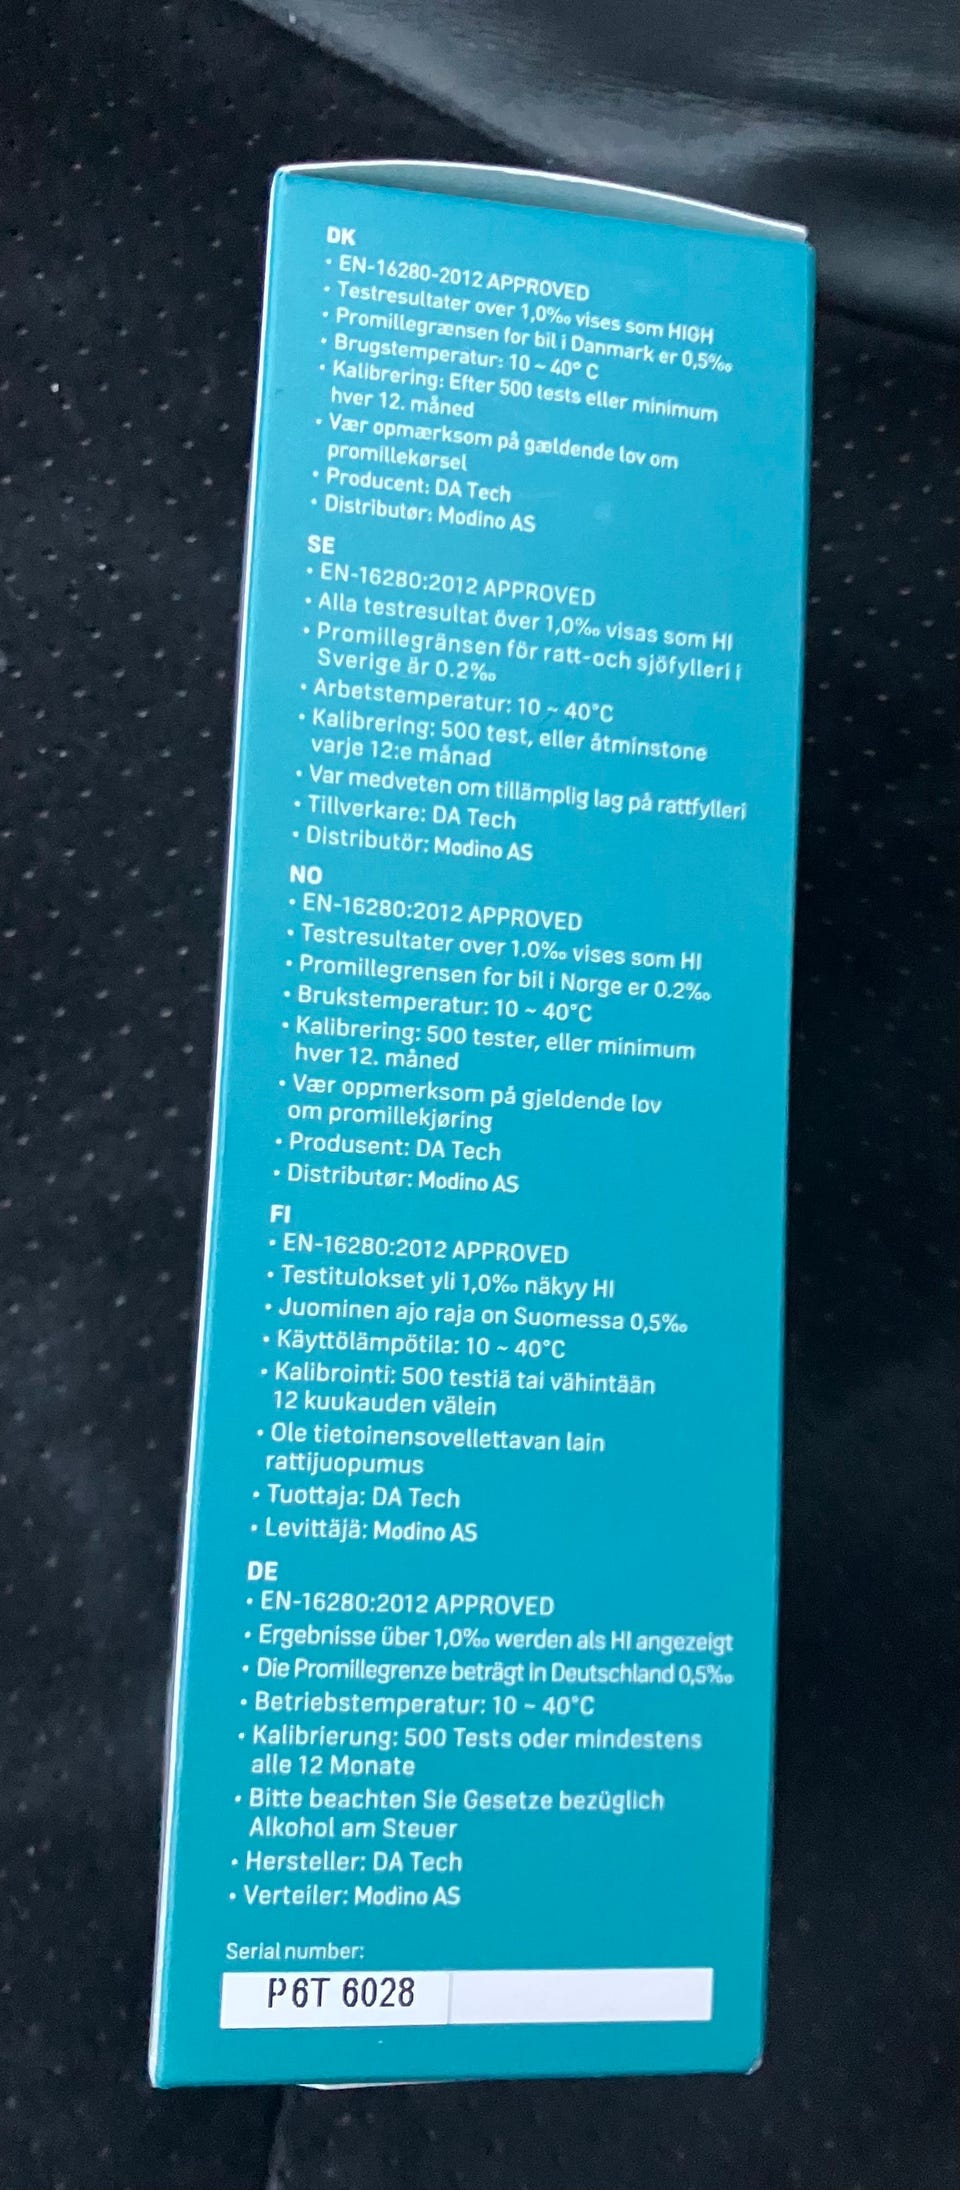 DK
• EN-16280-2012 APPROVED
• Testresultater over 1,0‰ vises som HIGH
• Promillegrænsen for bil i Danmark er 0,5‰
• Brugstemperatur: 10 ~ 40° C
• Kalibrering: Efter 500 tests eller minimum
hver 12. måned
• Vær opmærksom på gældende lov om
promillekørsel
• Producent: DA Tech
• Distributør: Modino AS
SE
• EN-16280:2012 APPROVED
• Alla testresultat över 1,0‰ visas som HI
• Promillegränsen för ratt-och sjöfylleri i
Sverige är 0.2‰
• Arbetstemperatur: 10 ~ 40°C
• Kalibrering: 500 test, eller åtminstone
varje 12:e månad
• Var medveten om tillämplig lag på rattfylleri
• Tillverkare: DA Tech
• Distributör: Modino AS
NO
• EN-16280:2012 APPROVED
• Testresultater over 1.0‰ vises som HI
• Promillegrensen for bil i Norge er 0.2‰
• Brukstemperatur: 10 ~ 40°C
• Kalibrering: 500 tester, eller minimum
hver 12. måned
• Vær oppmerksom på gjeldende lov
om promillekjøring
• Produsent: DA Tech
• Distributør: Modino AS
FI
• EN-16280:2012 APPROVED
• Testitulokset yli 1,0‰ näkyy HI
• Juominen ajo raja on Suomessa 0,5‰
• Käyttölämpötila: 10 ~ 40°C
• Kalibrointi: 500 testiä tai vähintään
12 kuukauden välein
• Ole tietoinensovellettavan lain
rattijuopumus
• Tuottaja: DA Tech
• Levittäjä: Modino AS
DE
• EN-16280:2012 APPROVED
• Ergebnisse über 1,0‰ werden als HI angezeigt
• Die Promillegrenze beträgt in Deutschland 0,5‰
• Betriebstemperatur: 10 ~ 40°C
• Kalibrierung: 500 Tests oder mindestens
alle 12 Monate
• Bitte beachten Sie Gesetze bezüglich
Alkohol am Steuer
• Hersteller: DA Tech
• Verteiler: Modino AS
Serial number:
P6T 6028